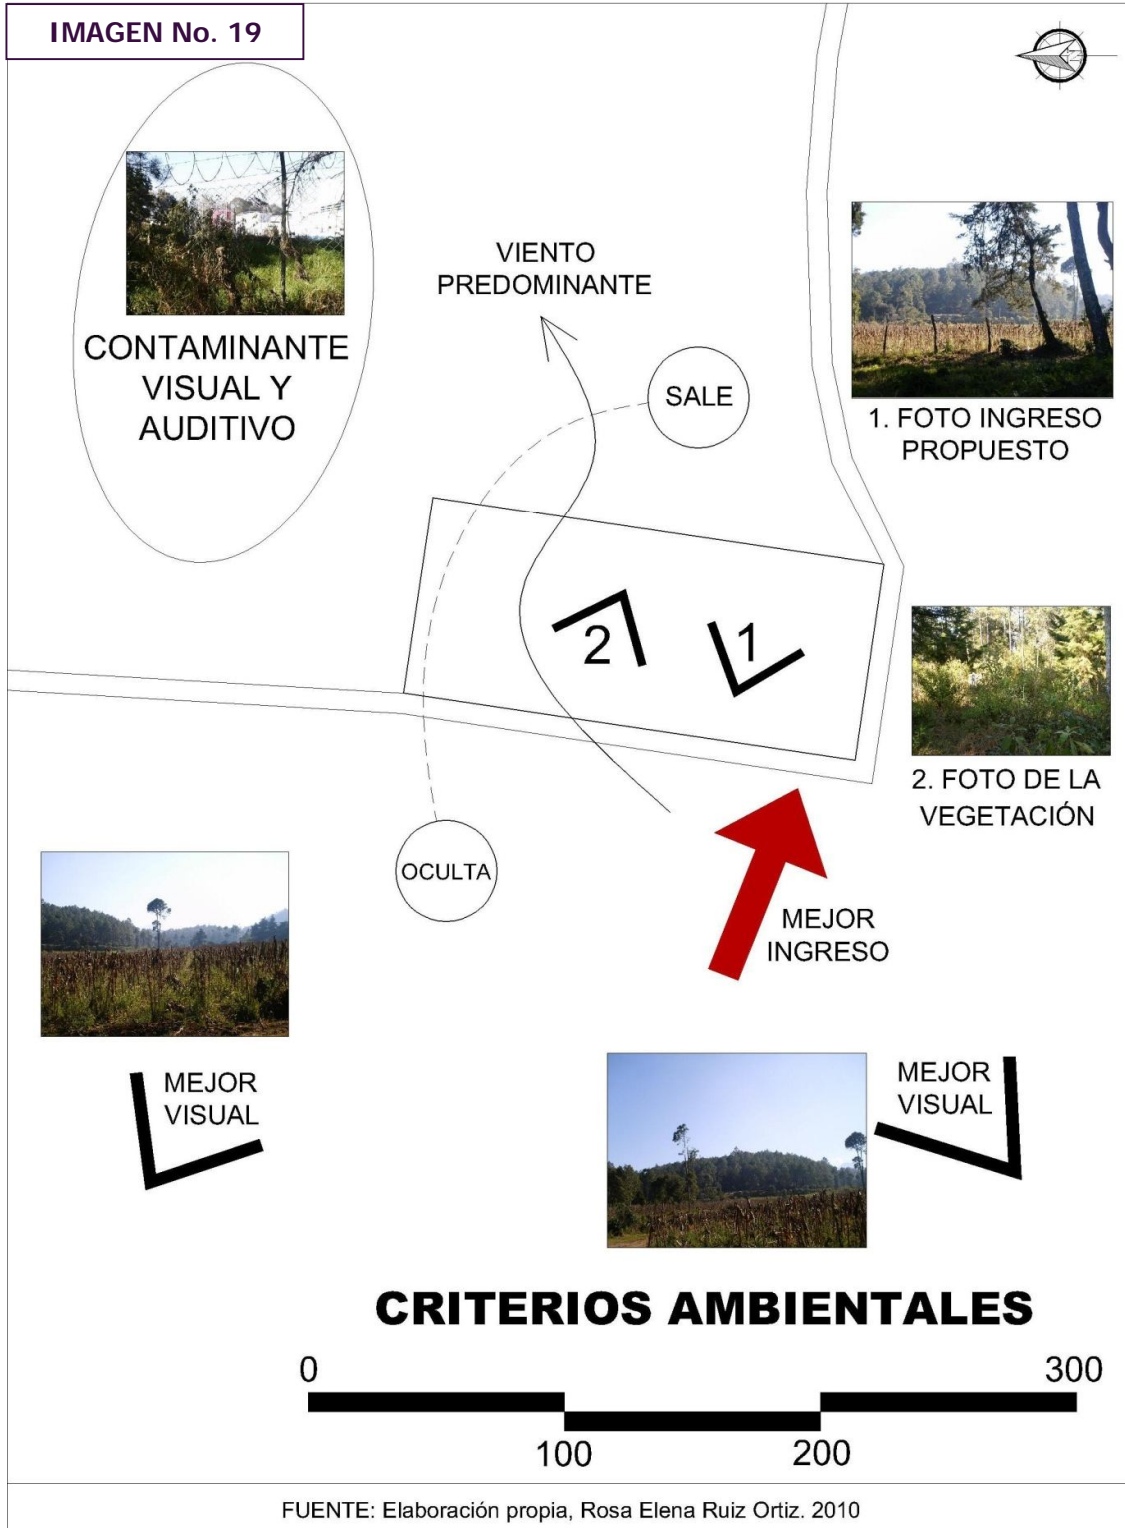 IMAGEN No. 19
CONTAMINANTE
VISUAL Y
AUDITIVO
VIENTO
PREDOMINANTE
SALE
1. FOTO INGRESO
PROPUESTO
2
1
2. FOTO DE LA
VEGETACIÓN
OCULTA
MEJOR
INGRESO
MEJOR
VISUAL
MEJOR
VISUAL
CRITERIOS AMBIENTALES
0
300
100
200
FUENTE: Elaboración propia, Rosa Elena Ruiz Ortiz. 2010